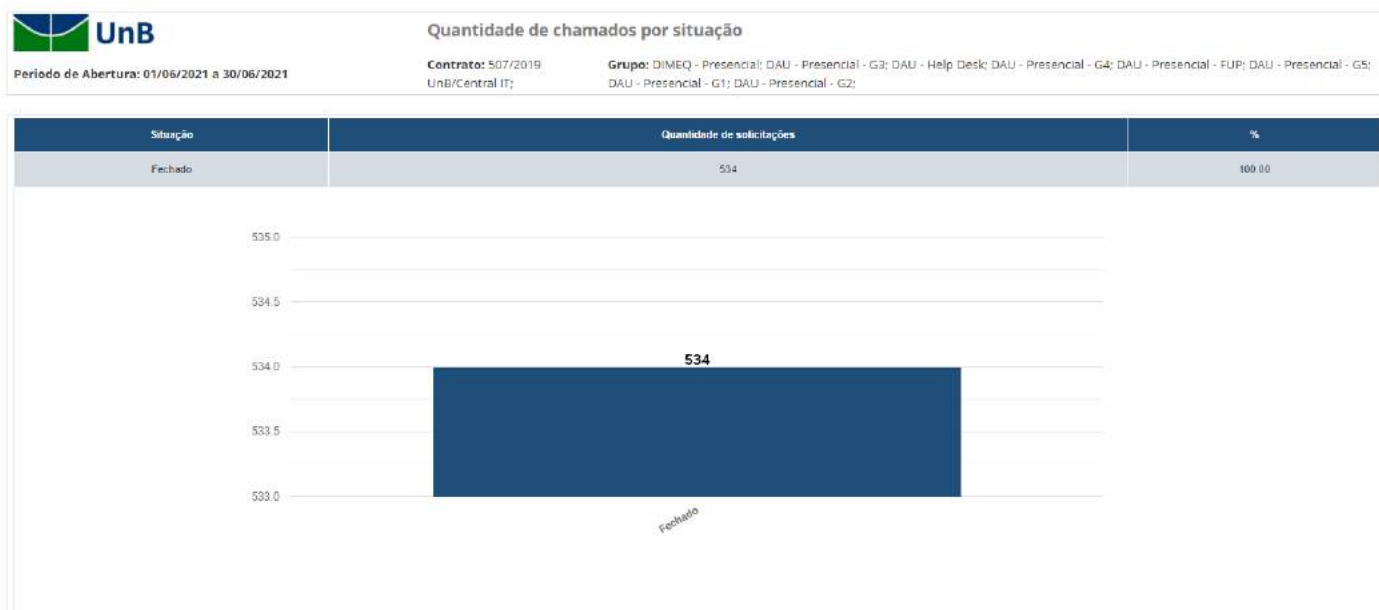 UnB
Quantidade de chamados por situação
Periodo de Abertura: 01/06/2021 a 30/06/2021
Contrato: 507/2019
UnB/Central IT;
Grupo: DIMEQ - Presencial; DAU - Presencial - G3; DAU - Help Desk; DAU - Presencial - G4; DAU - Presencial - FUP; DAU - Presencial - G5;
DAU - Presencial - G1; DAU - Presencial - G2;
Situação Quantidade de solicitações %
Fechado 534 100.00
535.0
534.5
534
534.0
533.5
533.0
Fechado